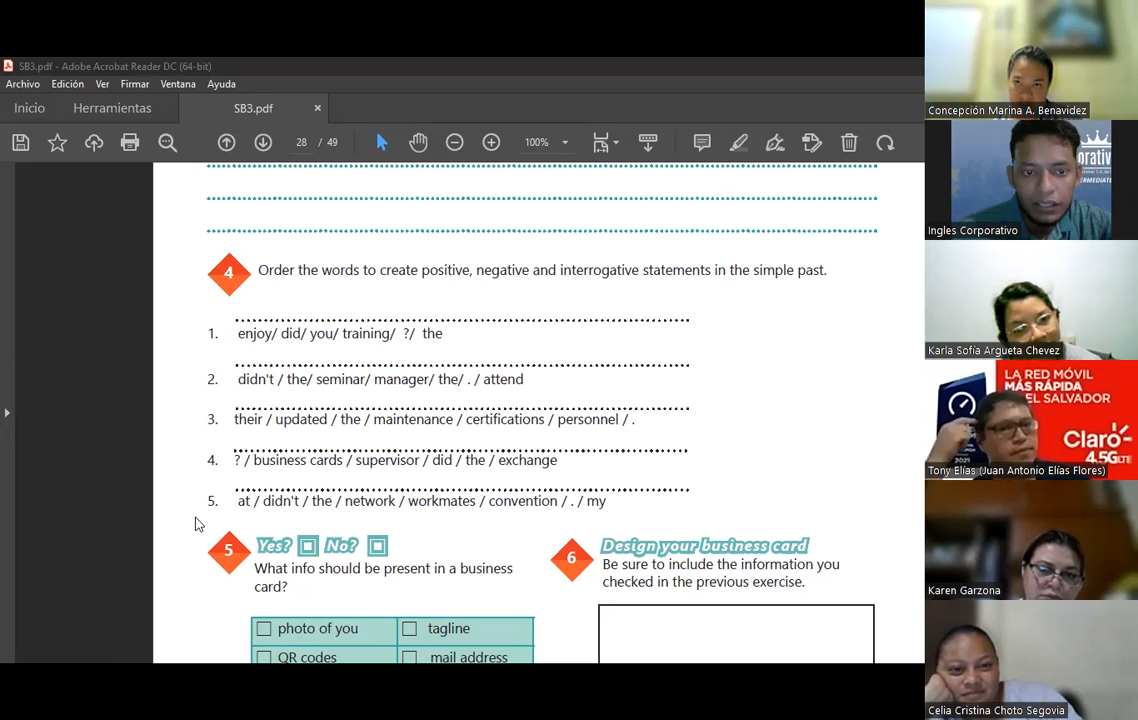 SB3.pdf - Adobe Acrobat Reader DC (64-bit)
Archivo Edición Ver Firmar Ventana Ayuda
Inicio Herramientas SB3.pdf ×
28 / 49 100%
4 Order the words to create positive, negative and interrogative statements in the simple past.
1. enjoy/ did/ you/ training/ ?/ the
2. didn't / the/ seminar/ manager/ the/ . / attend
3. their / updated / the / maintenance / certifications / personnel / .
4. ? / business cards / supervisor / did / the / exchange
5. at / didn't / the / network / workmates / convention / . / my
5 Yes? No?
What info should be present in a business
card?
photo of you tagline
QR codes mail address
6 Design your business card
Be sure to include the information you
checked in the previous exercise.
Concepción Marina A. Benavidez
orativ
ERMEDIATE
Ingles Corporativo
Karla Sofía Argueta Chevez
LA RED MÓVIL
MÁS RÁPIDA
EL SALVADOR
Claro
4.5G LTE
2021
Tony Elías (Juan Antonio Elías Flores)
Karen Garzona
Celia Cristina Choto Segovia